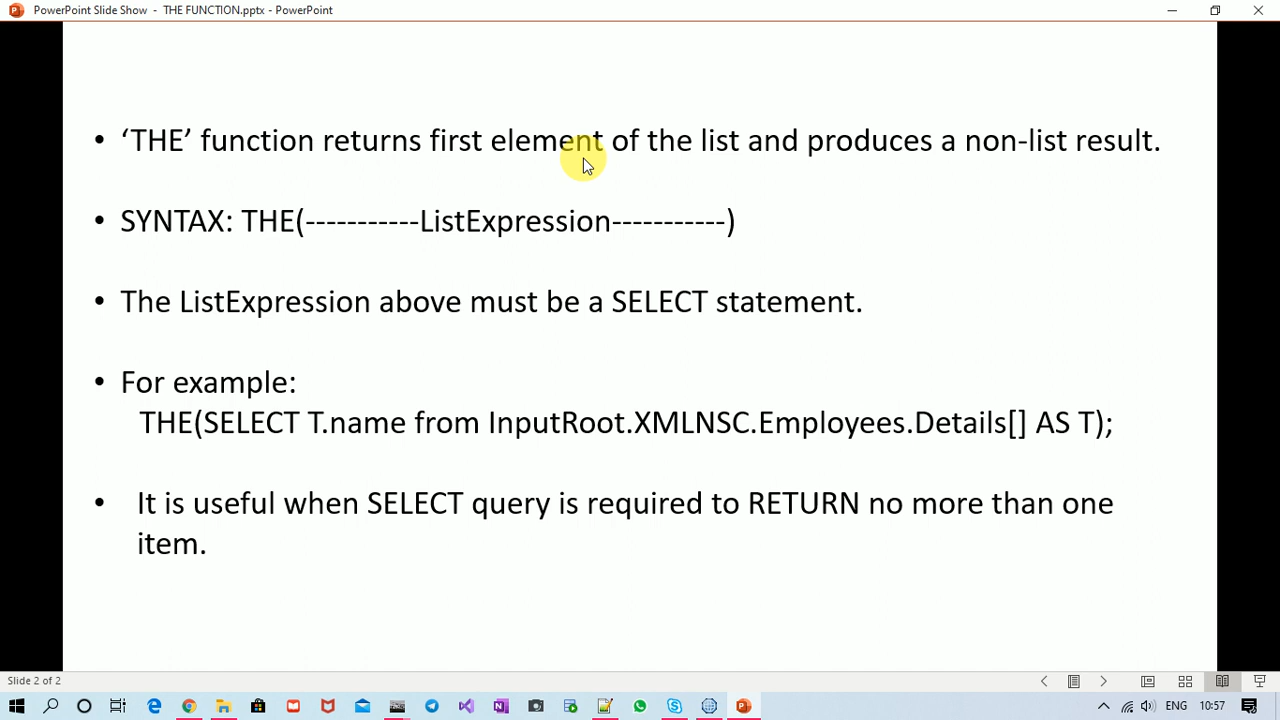 PowerPoint Slide Show - THE FUNCTION.pptx - PowerPoint
• ‘THE’ function returns first element of the list and produces a non-list result.
• SYNTAX: THE(-----------ListExpression-----------)
• The ListExpression above must be a SELECT statement.
• For example:
THE(SELECT T.name from InputRoot.XMLNSC.Employees.Details[] AS T);
• It is useful when SELECT query is required to RETURN no more than one
item.
Slide 2 of 2
ENG 10:57